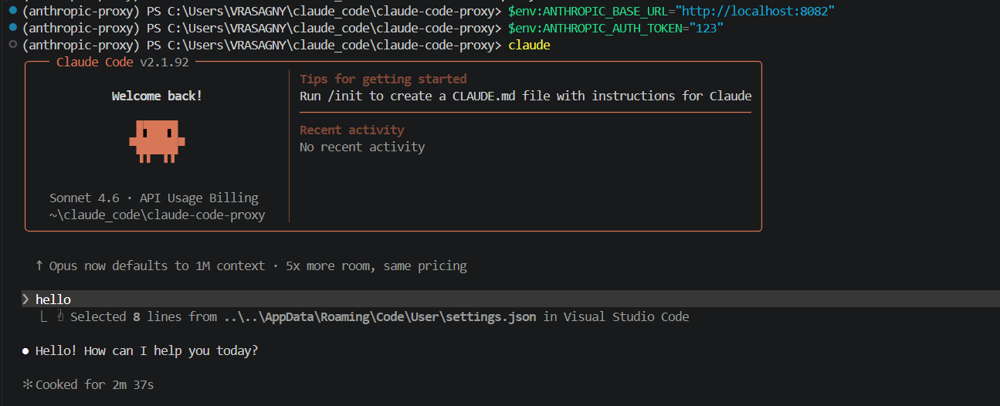 (anthropic-proxy) PS C:\Users\VRASAGNY\claude_code\claude-code-proxy> $env:ANTHROPIC_BASE_URL="http://localhost:8082"
(anthropic-proxy) PS C:\Users\VRASAGNY\claude_code\claude-code-proxy> $env:ANTHROPIC_AUTH_TOKEN="123"
(anthropic-proxy) PS C:\Users\VRASAGNY\claude_code\claude-code-proxy> claude
Claude Code v2.1.92
Welcome back!
Sonnet 4.6 · API Usage Billing
~\claude_code\claude-code-proxy
Tips for getting started
Run /init to create a CLAUDE.md file with instructions for Claude
Recent activity
No recent activity
↑ Opus now defaults to 1M context · 5x more room, same pricing
❯ hello
Selected 8 lines from ..\..\AppData\Roaming\Code\User\settings.json in Visual Studio Code
● Hello! How can I help you today?
✻ Cooked for 2m 37s